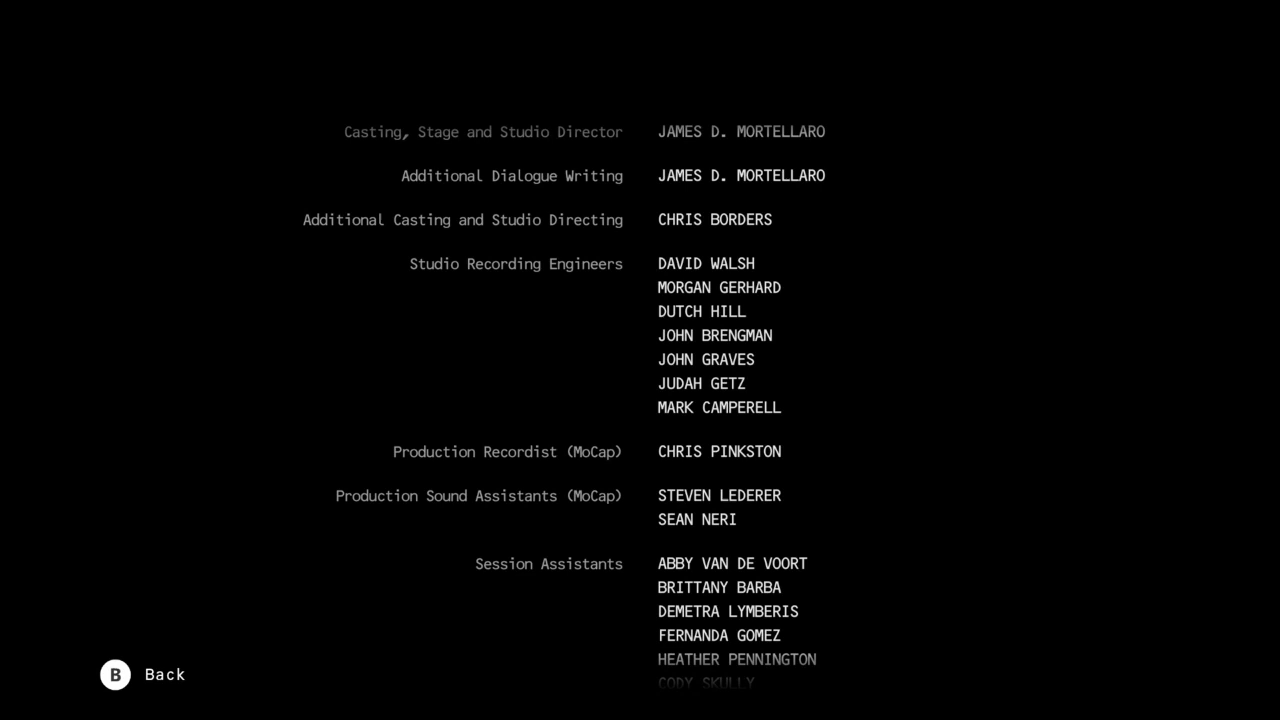 Casting, Stage and Studio Director JAMES D. MORTELLARO
Additional Dialogue Writing JAMES D. MORTELLARO
Additional Casting and Studio Directing CHRIS BORDERS
Studio Recording Engineers DAVID WALSH
MORGAN GERHARD
DUTCH HILL
JOHN BRENGMAN
JOHN GRAVES
JUDAH GETZ
MARK CAMPERELL
Production Recordist (MoCap) CHRIS PINKSTON
Production Sound Assistants (MoCap) STEVEN LEDERER
SEAN NERI
Session Assistants ABBY VAN DE VOORT
BRITTANY BARBA
DEMETRA LYMBERIS
FERNANDA GOMEZ
HEATHER PENNINGTON
CODY SKULLY
B Back